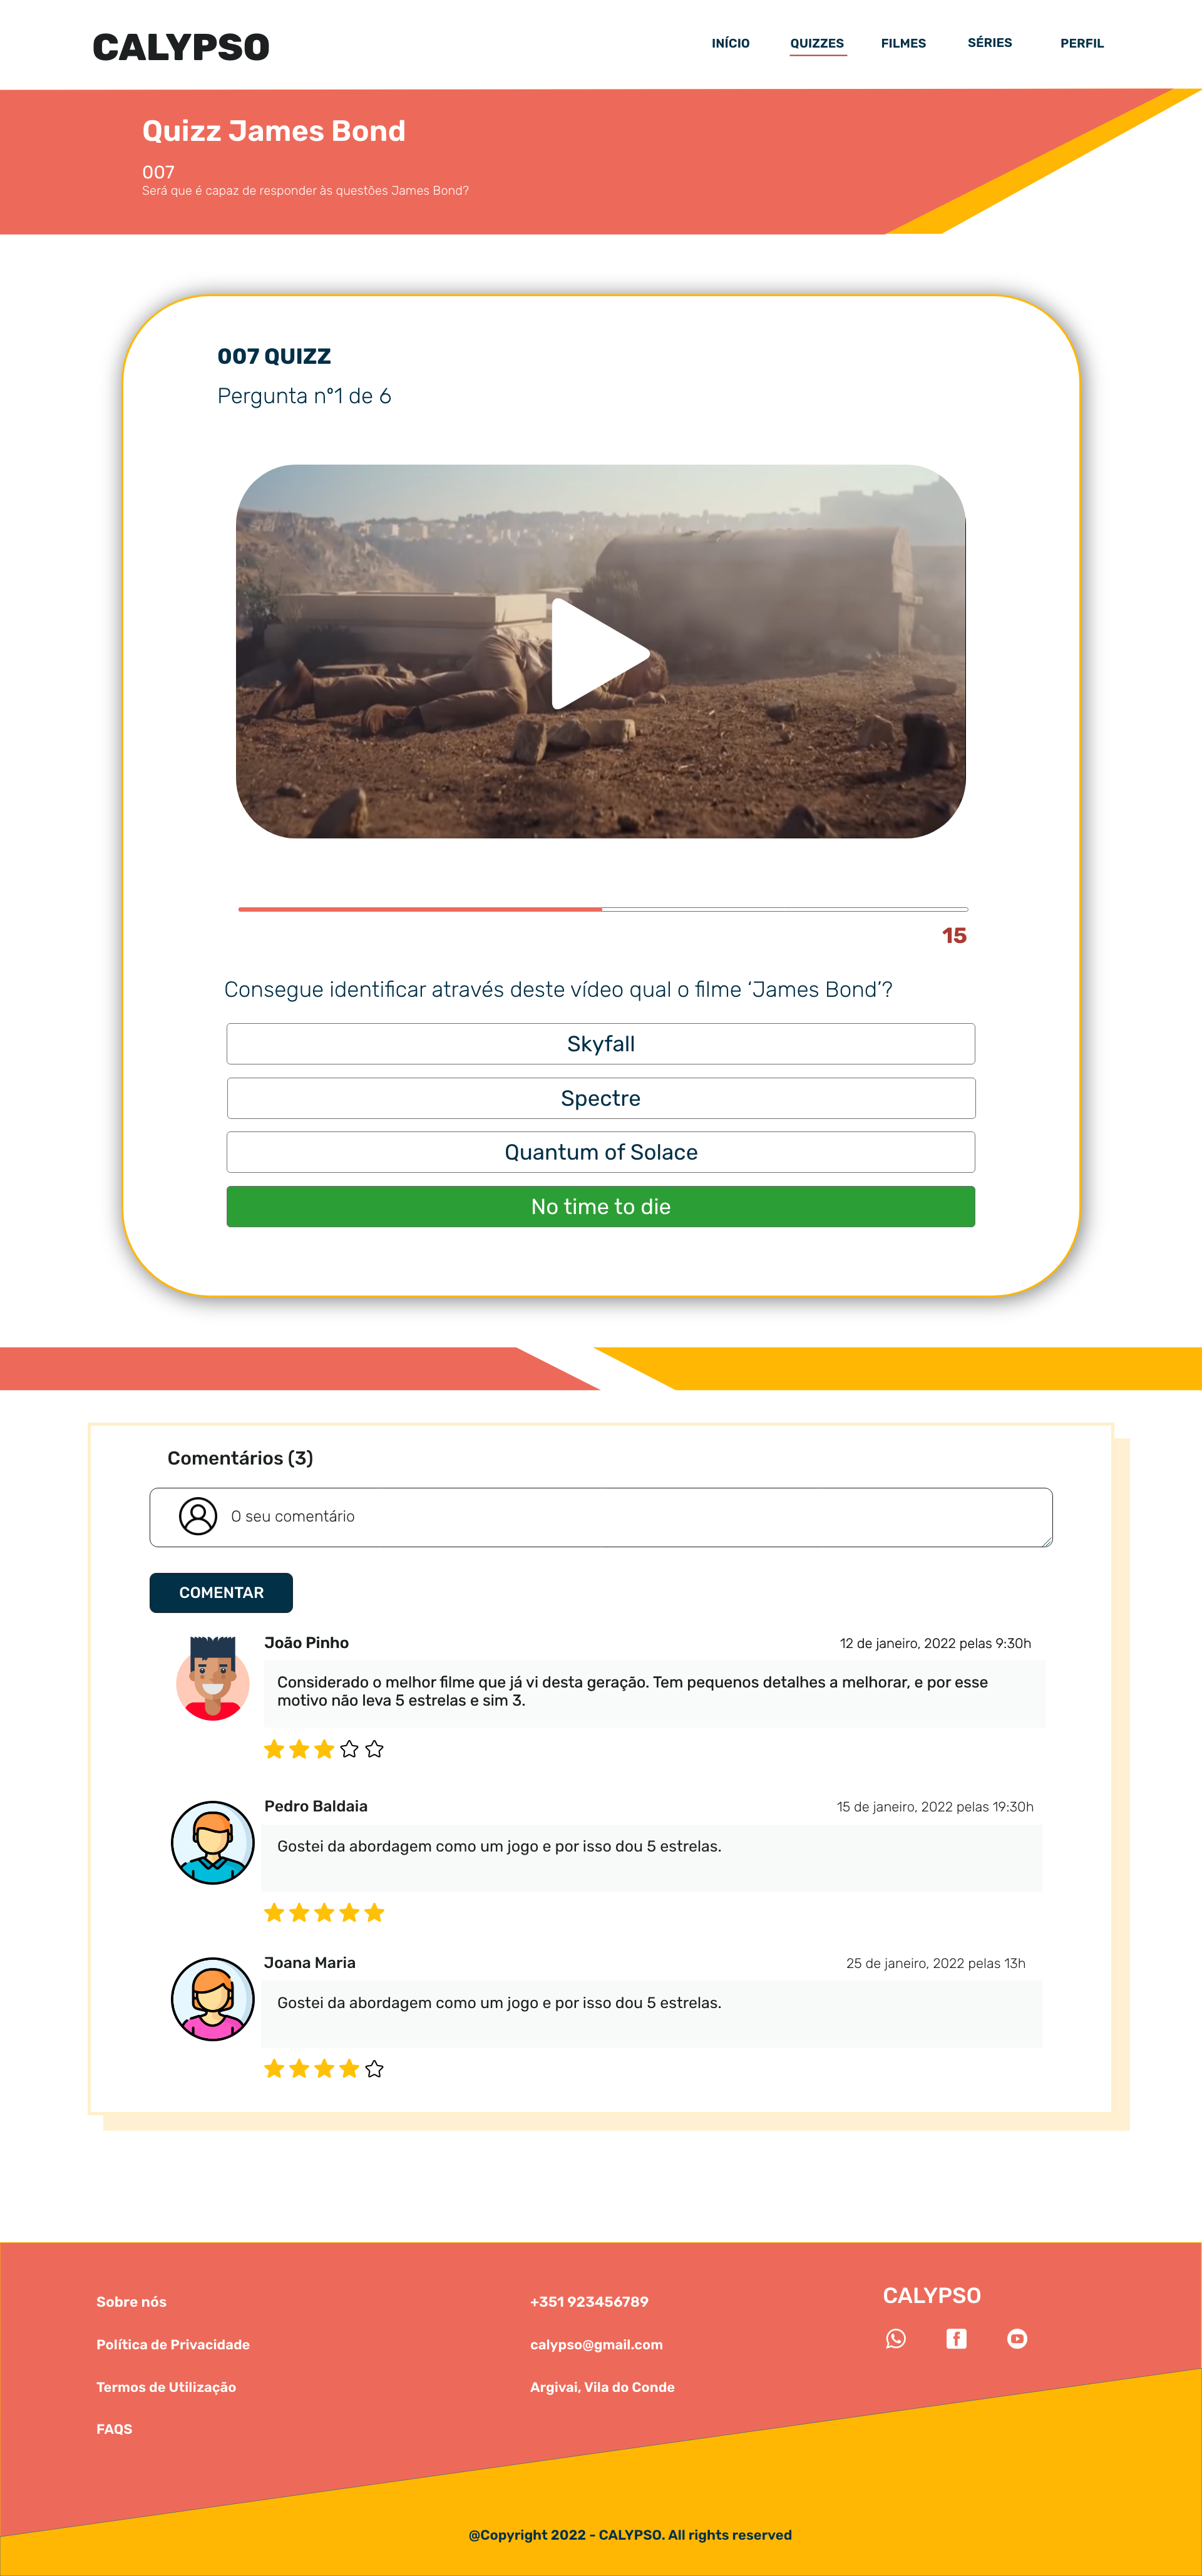 CALYPSO
INÍCIO QUIZZES FILMES SÉRIES PERFIL
Quizz James Bond
007
Será que é capaz de responder às questões James Bond?
007 QUIZZ
Pergunta nº1 de 6
15
Consegue identificar através deste vídeo qual o filme ‘James Bond’?
Skyfall
Spectre
Quantum of Solace
No time to die
Comentários (3)
O seu comentário
COMENTAR
João Pinho 12 de janeiro, 2022 pelas 9:30h
Considerado o melhor filme que já vi desta geração. Tem pequenos detalhes a melhorar, e por esse
motivo não leva 5 estrelas e sim 3.
Pedro Baldaia 15 de janeiro, 2022 pelas 19:30h
Gostei da abordagem como um jogo e por isso dou 5 estrelas.
Joana Maria 25 de janeiro, 2022 pelas 13h
Gostei da abordagem como um jogo e por isso dou 5 estrelas.
Sobre nós
Política de Privacidade
Termos de Utilização
FAQS
+351 923456789
calypso@gmail.com
Argivai, Vila do Conde
CALYPSO
@Copyright 2022 - CALYPSO. All rights reserved